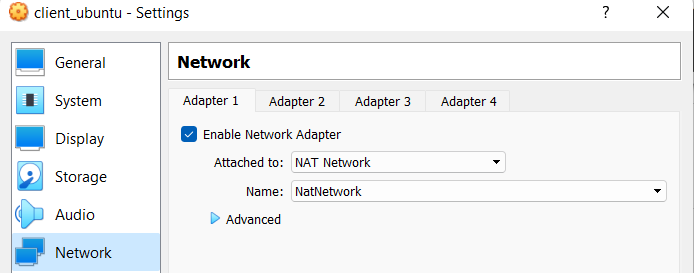 client_ubuntu - Settings ?
General
System
Display
Storage
Audio
Network
Network
Adapter 1 Adapter 2 Adapter 3 Adapter 4
Enable Network Adapter
Attached to: NAT Network
Name: NatNetwork
Advanced